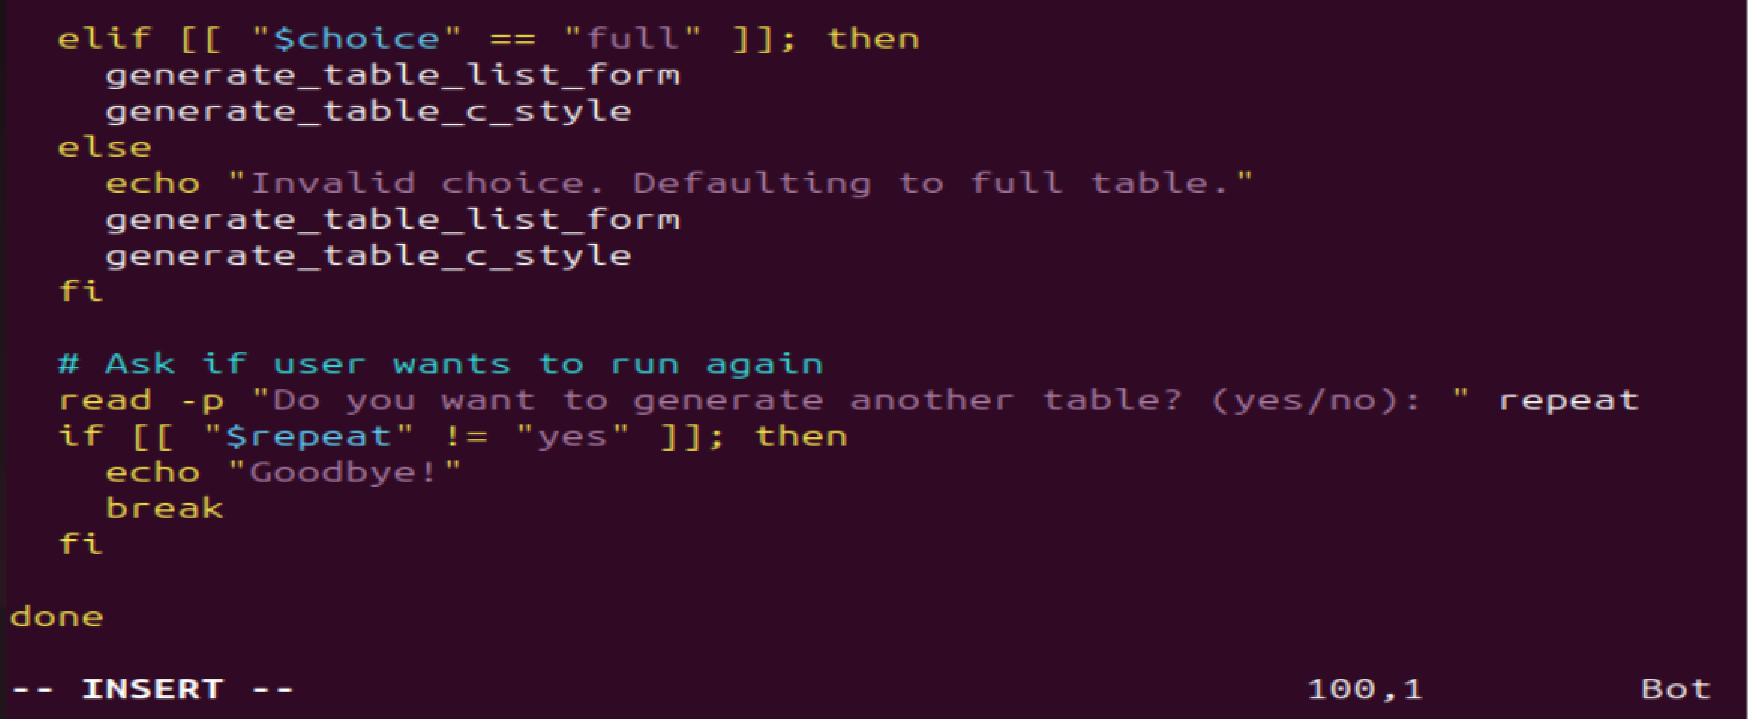 elif [[ "$choice" == "full" ]]; then
    generate_table_list_form
    generate_table_c_style
  else
    echo "Invalid choice. Defaulting to full table."
    generate_table_list_form
    generate_table_c_style
  fi

  # Ask if user wants to run again
  read -p "Do you want to generate another table? (yes/no): " repeat
  if [[ "$repeat" != "yes" ]]; then
    echo "Goodbye!"
    break
  fi

done
-- INSERT -- 100,1 Bot